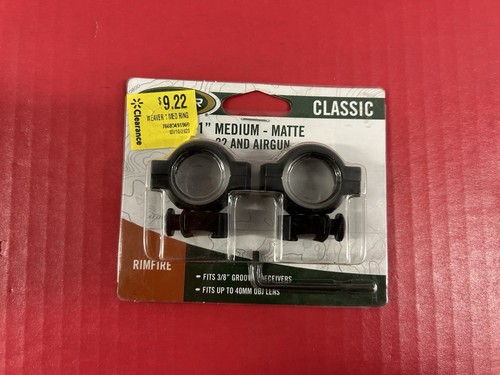 $9.22
WEAVER 1 MED RING
Clearance
R
CLASSIC
1" MEDIUM - MATTE
22 AND AIRGUN
RIMFIRE
FITS 3/8" RECEIVERS
FITS UP TO 40MM OBJ LENS